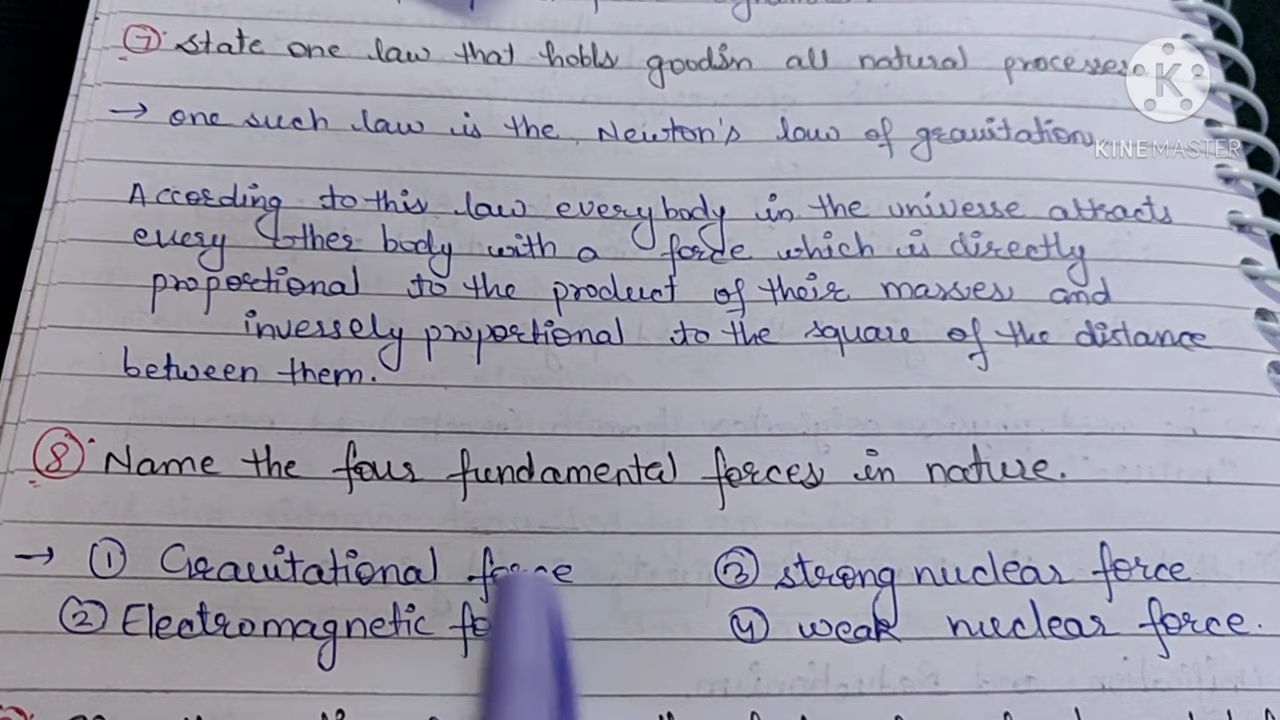 ⑦ State one law that holds goodin all natural processes
→ one such law is the Newton's law of gravitation
According to this law everybody in the universe attracts
every other body with a force which is directly
proportional to the product of their masses and
inversely proportional to the square of the distance
between them.
⑧ Name the four fundamental forces in nature.
→ ① Gravitational force ③ strong nuclear force
② Electromagnetic fo ④ weak nuclear force.
K
KINEMASTER